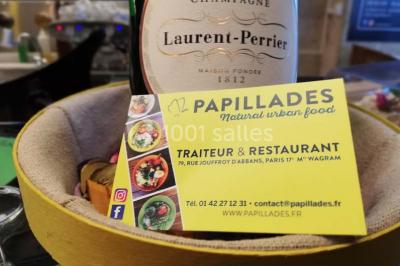 CHAMPAGNE
Laurent-Perrier
MAISON FONDÉE
1812
PAPILLADES
Natural urban food
1001 salles
TRAITEUR & RESTAURANT
79, RUE JOUFFROY D'ABBANS, PARIS 17e Mo WAGRAM
Tél. 01 42 27 12 31 • contact@papillades.fr
WWW.PAPILLADES.FR